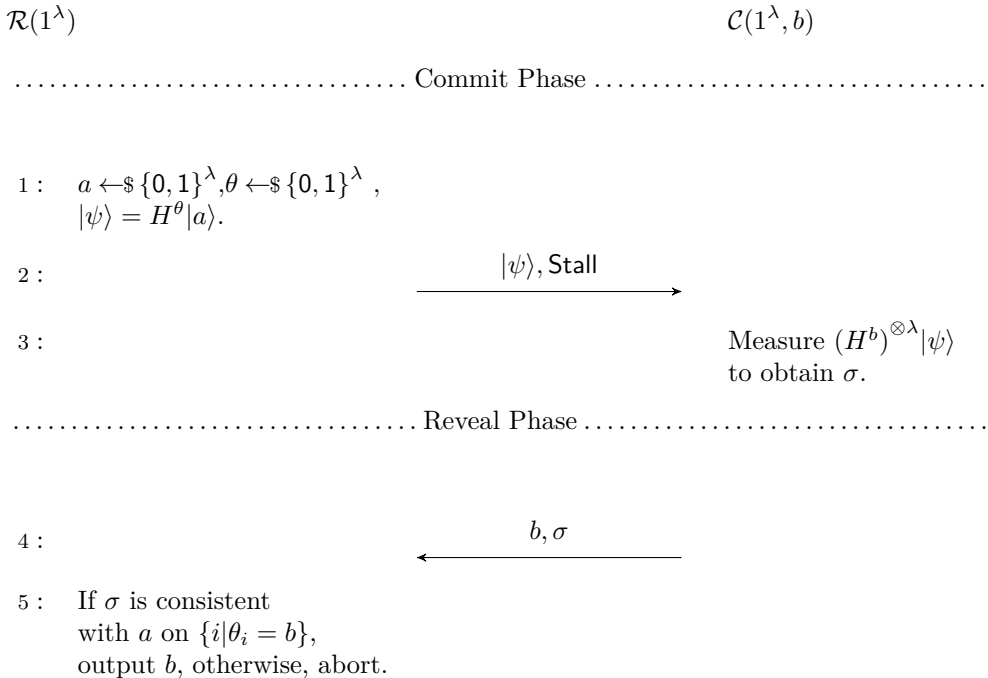 𝓡(1^λ) 𝓒(1^λ, b)
........................................ Commit Phase ........................................
1 : a ←$ {0, 1}^λ,θ ←$ {0, 1}^λ ,
|ψ⟩ = H^θ|a⟩.
2 : |ψ⟩, Stall
3 : Measure (H^b)^{⊗λ}|ψ⟩
to obtain σ.
........................................ Reveal Phase ........................................
4 : b, σ
5 : If σ is consistent
with a on {i|θ_i = b},
output b, otherwise, abort.